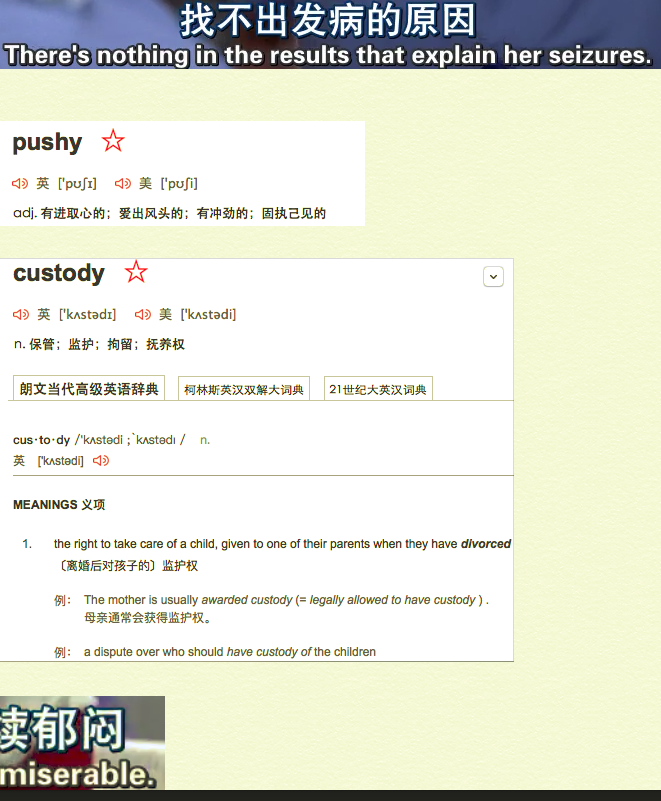 找不出发病的原因
There's nothing in the results that explain her seizures.
pushy ☆
英 ['pʊʃɪ] 美 ['pʊʃi]
adj. 有进取心的；爱出风头的；有冲劲的；固执己见的
custody ☆
英 ['kʌstədɪ] 美 ['kʌstədi]
n. 保管；监护；拘留；抚养权
朗文当代高级英语辞典 柯林斯英汉双解大词典 21世纪大英汉词典
cus·to·dy /'kʌstədi ;ˋkʌstədɪ / n.
英 ['kʌstədi]
MEANINGS 义项
1. the right to take care of a child, given to one of their parents when they have divorced
〔离婚后对孩子的〕监护权
例： The mother is usually awarded custody (= legally allowed to have custody ) .
母亲通常会获得监护权。
例： a dispute over who should have custody of the children
读郁闷
miserable.